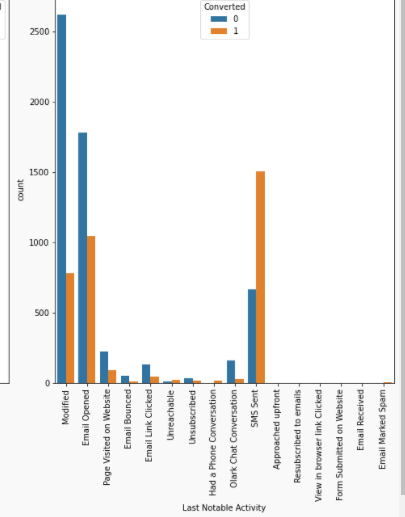 Converted
0
1
2500
2000
1500
1000
500
0
count
Modified
Email Opened
Page Visited on Website
Email Bounced
Email Link Clicked
Unreachable
Unsubscribed
Had a Phone Conversation
Olark Chat Conversation
SMS Sent
Approached upfront
Resubscribed to emails
View in browser link Clicked
Form Submitted on Website
Email Received
Email Marked Spam
Last Notable Activity